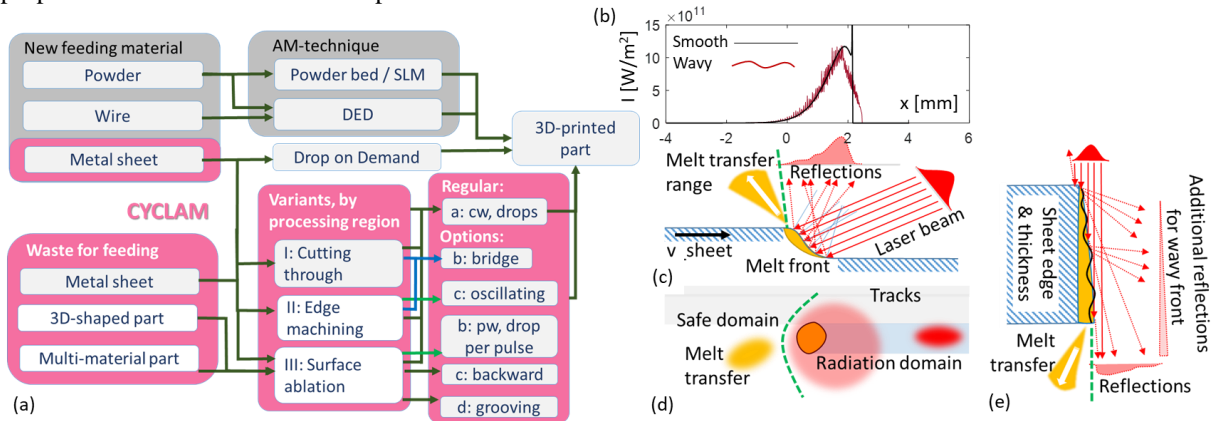 New feeding material
Powder
Wire
Metal sheet
AM-technique
Powder bed / SLM
DED
Drop on Demand
3D-printed
part
CYCLAM
Waste for feeding
Metal sheet
3D-shaped part
Multi-material part
Variants, by
processing region
I: Cutting
through
II: Edge
machining
III: Surface
ablation
Regular:
a: cw, drops
Options:
b: bridge
c: oscillating
b: pw, drop
per pulse
c: backward
d: grooving
(a)
(b)
×10¹¹
I [W/m²]
15
10
5
0
Smooth
Wavy
x [mm]
-4
-2
0
2
4
6
Melt transfer
range
Reflections
Laser beam
v sheet
Melt front
(c)
Tracks
Safe domain
Melt
transfer
Radiation domain
(d)
Sheet edge
& thickness
Additional reflections
for wavy front
Melt
transfer
Reflections
(e)